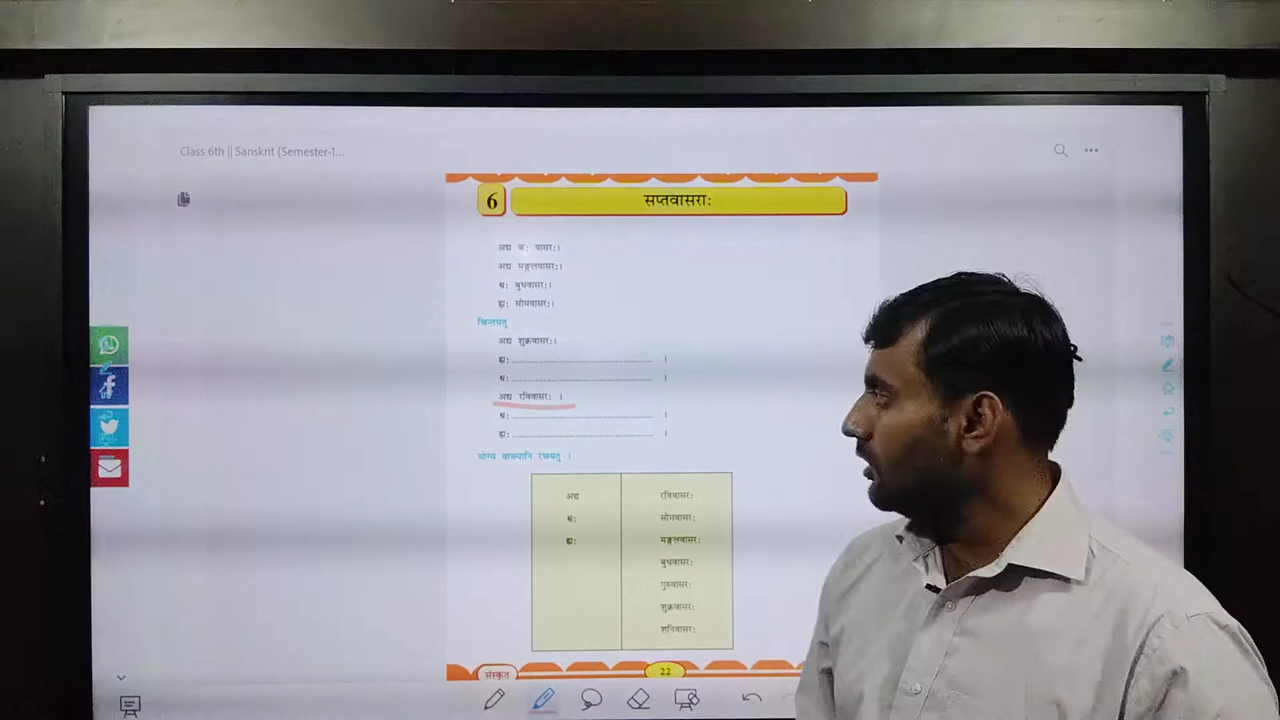 Class 6th || Sanskrit (Semester-1...
6
सप्तवासराः
अद्य कः वासरः।
अद्य मङ्गलवासरः।
श्वः बुधवासरः।
ह्यः सोमवासरः।
चिन्तयतु
अद्य शुक्रवासरः।
ह्यः ................................................ ।
श्वः ................................................ ।
अद्य रविवासरः ।
श्वः ................................................ ।
ह्यः ................................................ ।
योग्य वाक्यानि रचयतु ।
अद्य रविवासरः
श्वः सोमवासरः
ह्यः मङ्गलवासरः
बुधवासरः
गुरुवासरः
शुक्रवासरः
शनिवासरः
संस्कृत
22